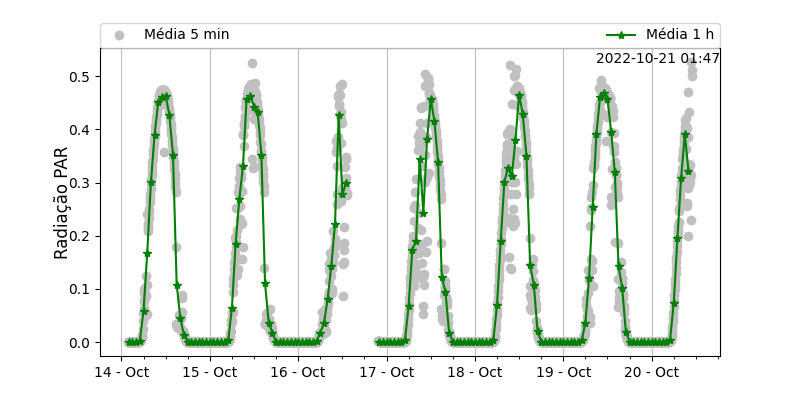 Média 5 min
Média 1 h
2022-10-21 01:47
Radiação PAR
0.5
0.4
0.3
0.2
0.1
0.0
14 - Oct
15 - Oct
16 - Oct
17 - Oct
18 - Oct
19 - Oct
20 - Oct